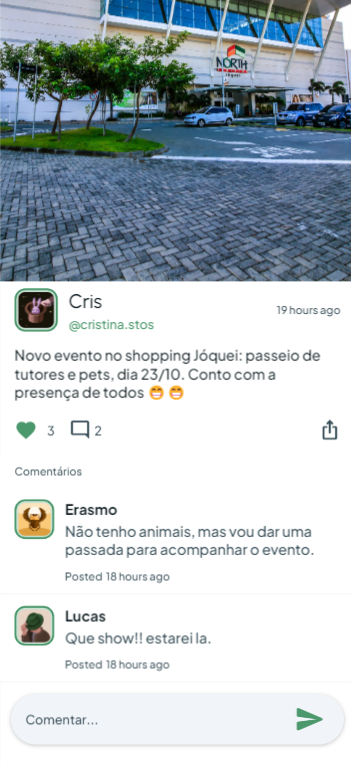 NORTH
Cris
19 hours ago
@cristina.stos
Novo evento no shopping Jóquei: passeio de
tutores e pets, dia 23/10. Conto com a
presença de todos 😁 😁
3
2
Comentários
Erasmo
Não tenho animais, mas vou dar uma
passada para acompanhar o evento.
Posted 18 hours ago
Lucas
Que show!! estarei la.
Posted 18 hours ago
Comentar...